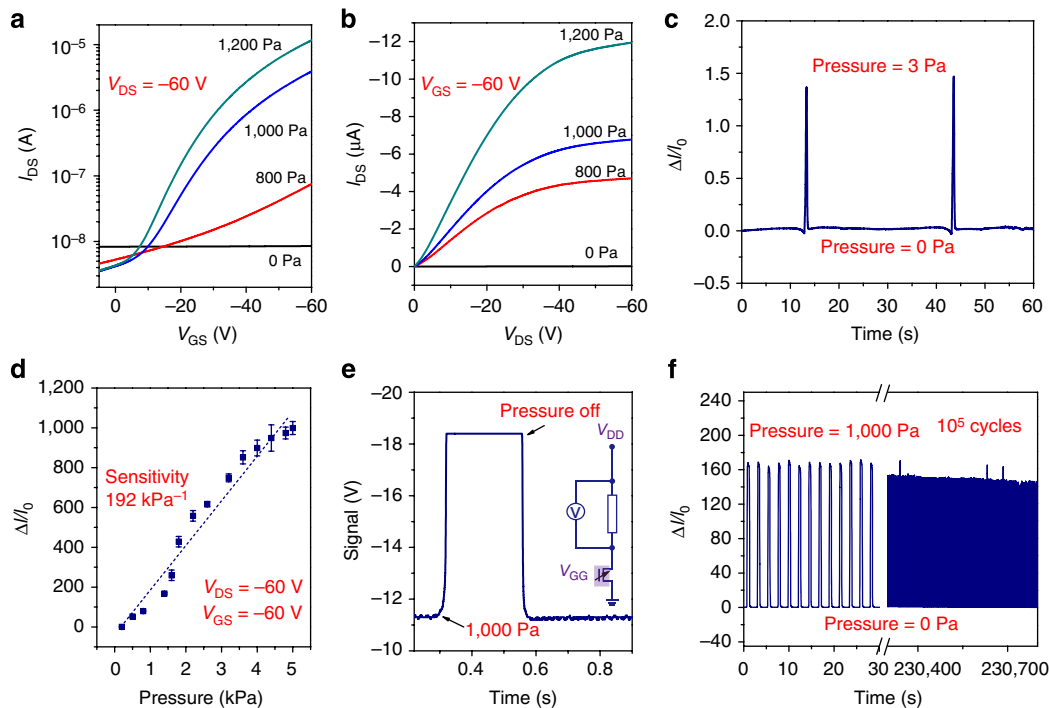 a
10⁻⁵
10⁻⁶
10⁻⁷
10⁻⁸
I_DS (A)
1,200 Pa
V_DS = –60 V
1,000 Pa
800 Pa
0 Pa
0
–20
–40
–60
V_GS (V)
b
–12
–10
–8
–6
–4
–2
0
I_DS (µA)
1,200 Pa
V_GS = –60 V
1,000 Pa
800 Pa
0 Pa
0
–20
–40
–60
V_DS (V)
c
2.0
1.5
1.0
0.5
0.0
–0.5
ΔI/I₀
Pressure = 3 Pa
Pressure = 0 Pa
0
10
20
30
40
50
60
Time (s)
d
1,200
1,000
800
600
400
200
0
ΔI/I₀
Sensitivity
192 kPa⁻¹
V_DS = –60 V
V_GS = –60 V
0
1
2
3
4
5
Pressure (kPa)
e
–20
–18
–16
–14
–12
–10
Signal (V)
Pressure off
V_DD
V
V_GG
1,000 Pa
0.2
0.4
0.6
0.8
Time (s)
f
240
200
160
120
80
40
0
–40
ΔI/I₀
Pressure = 1,000 Pa
10⁵ cycles
Pressure = 0 Pa
0
10
20
30
230,400
230,700
Time (s)